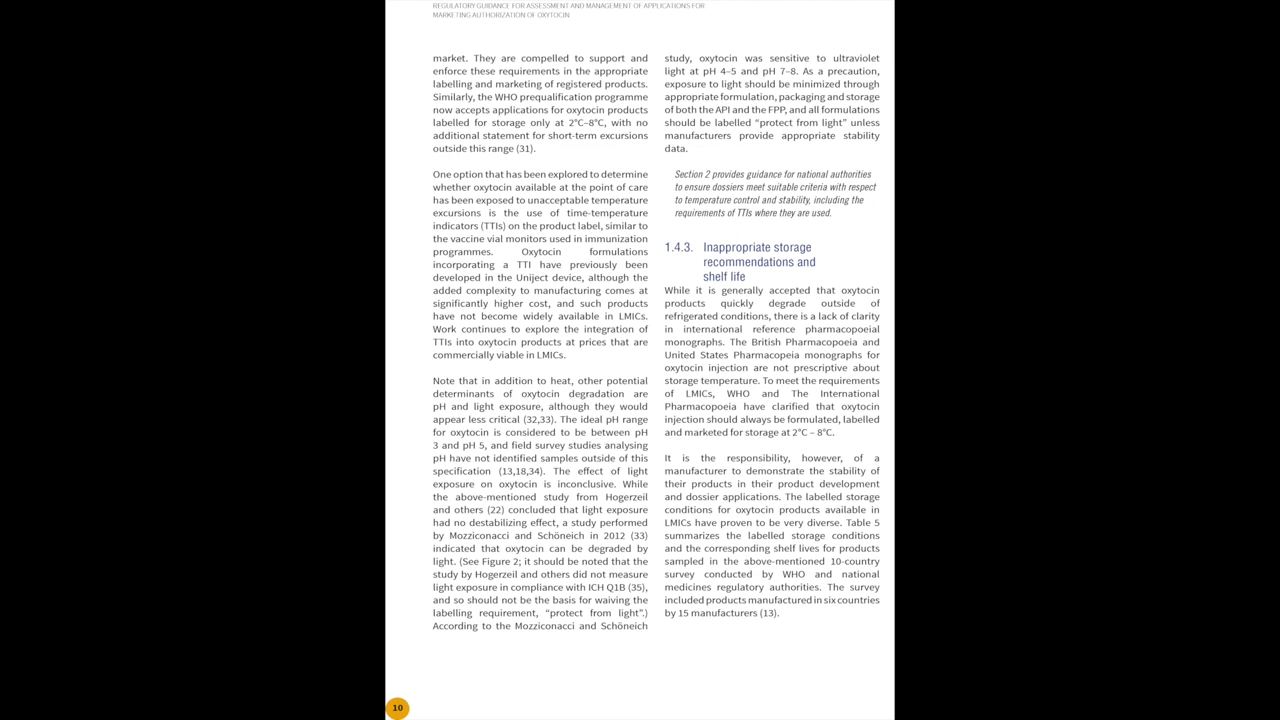 REGULATORY GUIDANCE FOR ASSESSMENT AND MANAGEMENT OF APPLICATIONS FOR
MARKETING AUTHORIZATION OF OXYTOCIN
market. They are compelled to support and
enforce these requirements in the appropriate
labelling and marketing of registered products.
Similarly, the WHO prequalification programme
now accepts applications for oxytocin products
labelled for storage only at 2°C–8°C, with no
additional statement for short-term excursions
outside this range (31).
One option that has been explored to determine
whether oxytocin available at the point of care
has been exposed to unacceptable temperature
excursions is the use of time-temperature
indicators (TTIs) on the product label, similar to
the vaccine vial monitors used in immunization
programmes. Oxytocin formulations
incorporating a TTI have previously been
developed in the Uniject device, although the
added complexity to manufacturing comes at
significantly higher cost, and such products
have not become widely available in LMICs.
Work continues to explore the integration of
TTIs into oxytocin products at prices that are
commercially viable in LMICs.
Note that in addition to heat, other potential
determinants of oxytocin degradation are
pH and light exposure, although they would
appear less critical (32,33). The ideal pH range
for oxytocin is considered to be between pH
3 and pH 5, and field survey studies analysing
pH have not identified samples outside of this
specification (13,18,34). The effect of light
exposure on oxytocin is inconclusive. While
the above-mentioned study from Hogerzeil
and others (22) concluded that light exposure
had no destabilizing effect, a study performed
by Mozziconacci and Schöneich in 2012 (33)
indicated that oxytocin can be degraded by
light. (See Figure 2; it should be noted that the
study by Hogerzeil and others did not measure
light exposure in compliance with ICH Q1B (35),
and so should not be the basis for waiving the
labelling requirement, “protect from light”.)
According to the Mozziconacci and Schöneich
study, oxytocin was sensitive to ultraviolet
light at pH 4–5 and pH 7–8. As a precaution,
exposure to light should be minimized through
appropriate formulation, packaging and storage
of both the API and the FPP, and all formulations
should be labelled “protect from light” unless
manufacturers provide appropriate stability
data.
Section 2 provides guidance for national authorities
to ensure dossiers meet suitable criteria with respect
to temperature control and stability, including the
requirements of TTIs where they are used.
1.4.3. Inappropriate storage
recommendations and
shelf life
While it is generally accepted that oxytocin
products quickly degrade outside of
refrigerated conditions, there is a lack of clarity
in international reference pharmacopoeial
monographs. The British Pharmacopoeia and
United States Pharmacopeia monographs for
oxytocin injection are not prescriptive about
storage temperature. To meet the requirements
of LMICs, WHO and The International
Pharmacopoeia have clarified that oxytocin
injection should always be formulated, labelled
and marketed for storage at 2°C – 8°C.
It is the responsibility, however, of a
manufacturer to demonstrate the stability of
their products in their product development
and dossier applications. The labelled storage
conditions for oxytocin products available in
LMICs have proven to be very diverse. Table 5
summarizes the labelled storage conditions
and the corresponding shelf lives for products
sampled in the above-mentioned 10-country
survey conducted by WHO and national
medicines regulatory authorities. The survey
included products manufactured in six countries
by 15 manufacturers (13).
10